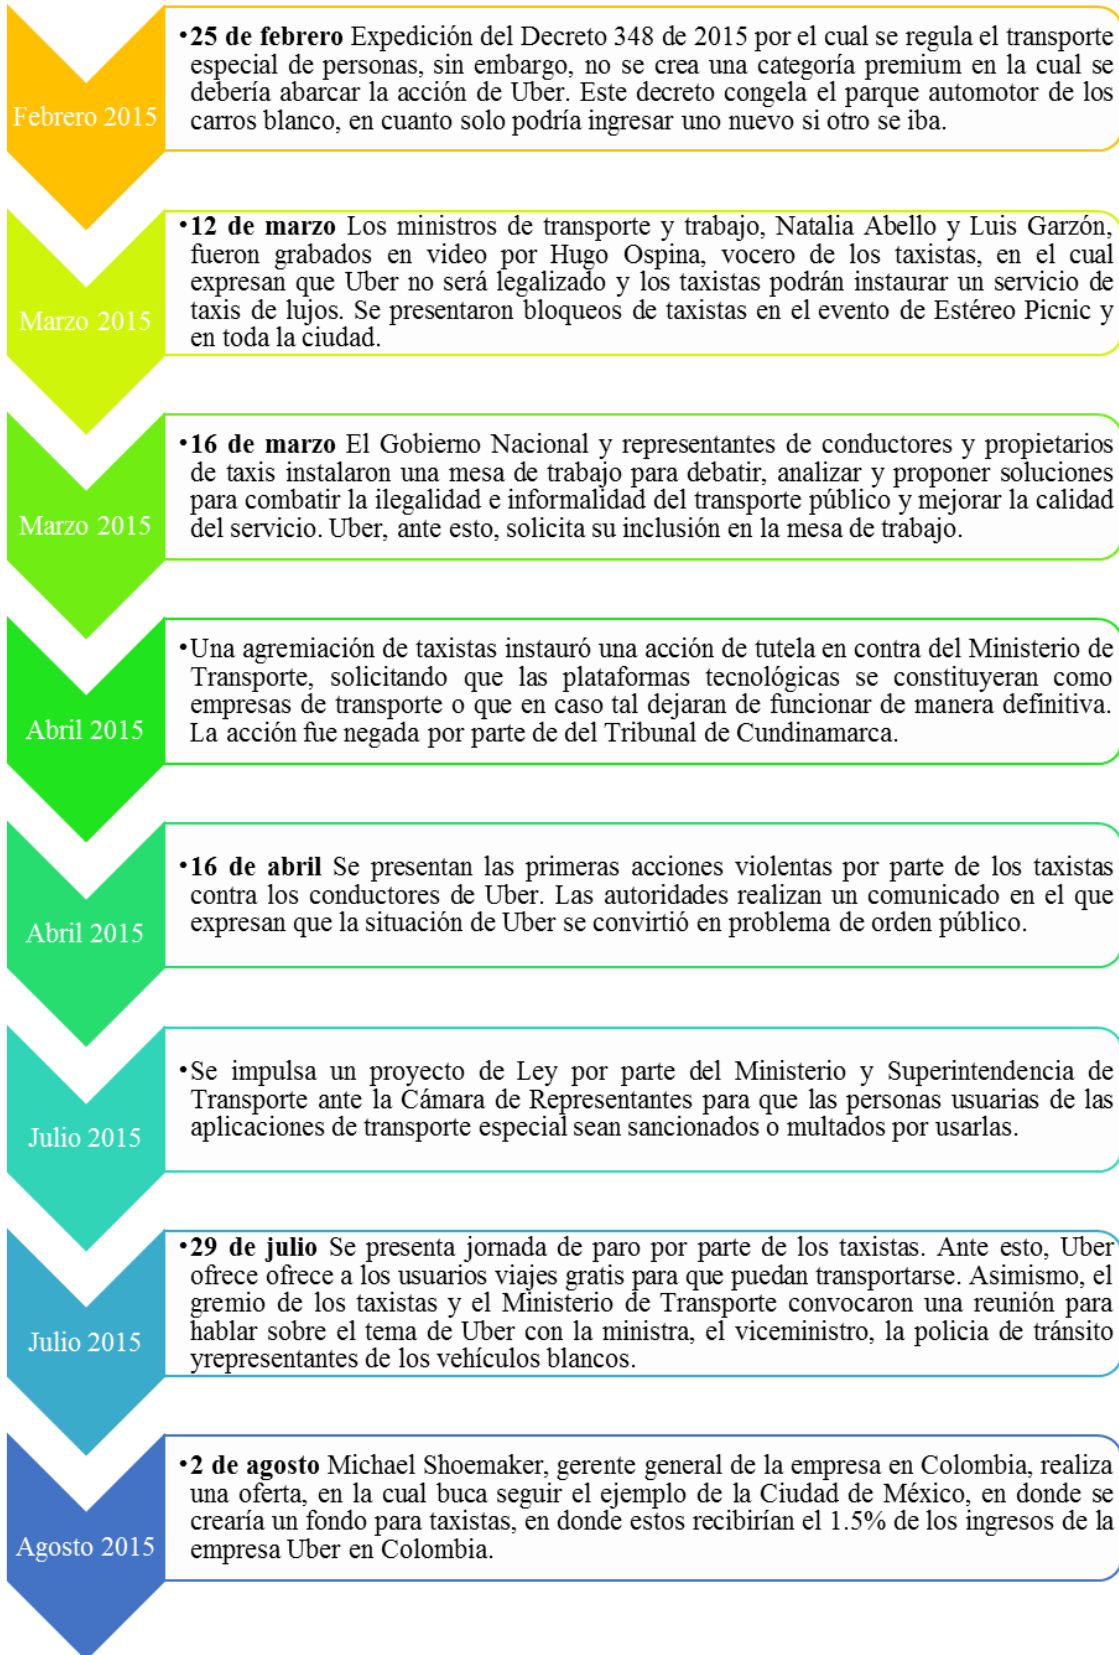 Febrero 2015
•25 de febrero Expedición del Decreto 348 de 2015 por el cual se regula el transporte
especial de personas, sin embargo, no se crea una categoría premium en la cual se
debería abarcar la acción de Uber. Este decreto congela el parque automotor de los
carros blanco, en cuanto solo podría ingresar uno nuevo si otro se iba.
Marzo 2015
•12 de marzo Los ministros de transporte y trabajo, Natalia Abello y Luis Garzón,
fueron grabados en video por Hugo Ospina, vocero de los taxistas, en el cual
expresan que Uber no será legalizado y los taxistas podrán instaurar un servicio de
taxis de lujos. Se presentaron bloqueos de taxistas en el evento de Estéreo Picnic y
en toda la ciudad.
Marzo 2015
•16 de marzo El Gobierno Nacional y representantes de conductores y propietarios
de taxis instalaron una mesa de trabajo para debatir, analizar y proponer soluciones
para combatir la ilegalidad e informalidad del transporte público y mejorar la calidad
del servicio. Uber, ante esto, solicita su inclusión en la mesa de trabajo.
Abril 2015
•Una agremiación de taxistas instauró una acción de tutela en contra del Ministerio de
Transporte, solicitando que las plataformas tecnológicas se constituyeran como
empresas de transporte o que en caso tal dejaran de funcionar de manera definitiva.
La acción fue negada por parte de del Tribunal de Cundinamarca.
Abril 2015
•16 de abril Se presentan las primeras acciones violentas por parte de los taxistas
contra los conductores de Uber. Las autoridades realizan un comunicado en el que
expresan que la situación de Uber se convirtió en problema de orden público.
Julio 2015
•Se impulsa un proyecto de Ley por parte del Ministerio y Superintendencia de
Transporte ante la Cámara de Representantes para que las personas usuarias de las
aplicaciones de transporte especial sean sancionados o multados por usarlas.
Julio 2015
•29 de julio Se presenta jornada de paro por parte de los taxistas. Ante esto, Uber
ofrece ofrece a los usuarios viajes gratis para que puedan transportarse. Asimismo, el
gremio de los taxistas y el Ministerio de Transporte convocaron una reunión para
hablar sobre el tema de Uber con la ministra, el viceministro, la policia de tránsito
yrepresentantes de los vehículos blancos.
Agosto 2015
•2 de agosto Michael Shoemaker, gerente general de la empresa en Colombia, realiza
una oferta, en la cual buca seguir el ejemplo de la Ciudad de México, en donde se
crearía un fondo para taxistas, en donde estos recibirían el 1.5% de los ingresos de la
empresa Uber en Colombia.